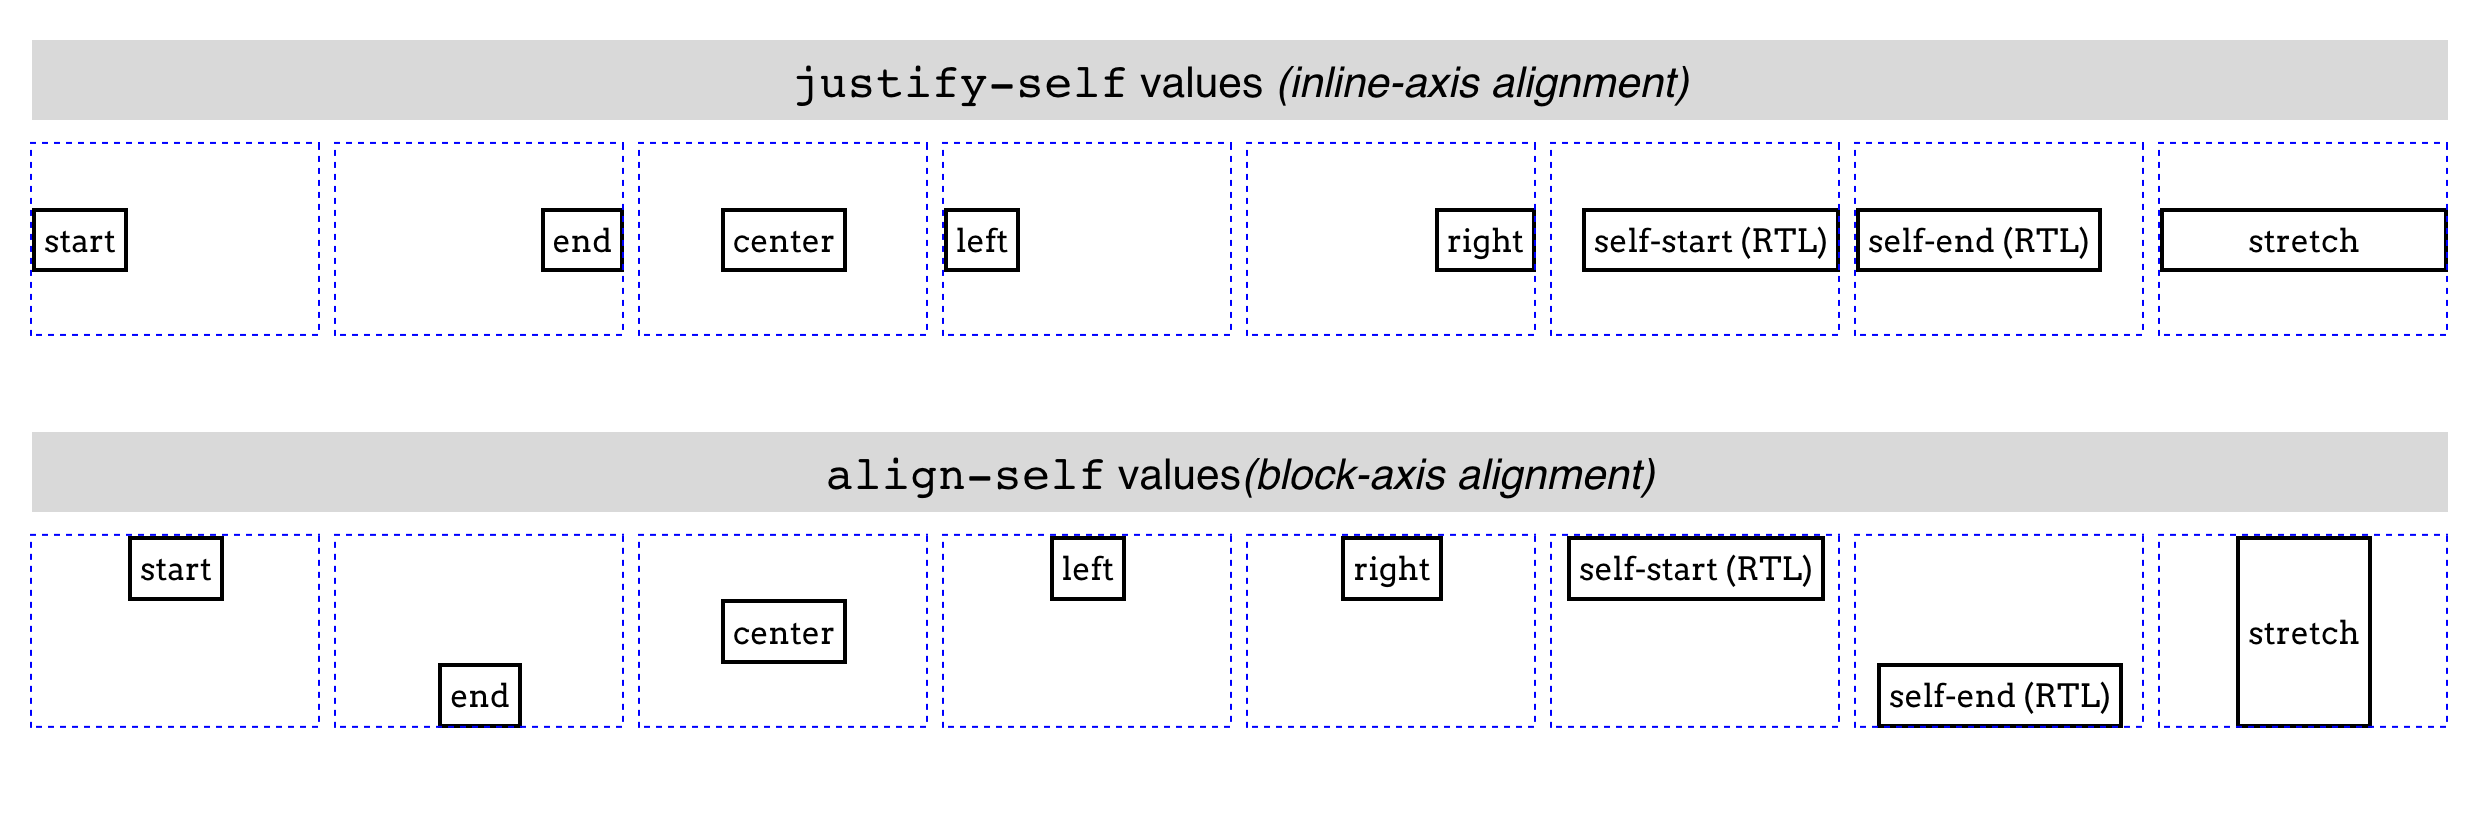 justify-self values (inline-axis alignment)
start end center left right self-start (RTL) self-end (RTL) stretch
align-self values(block-axis alignment)
start left right self-start (RTL)
center stretch
end self-end (RTL)